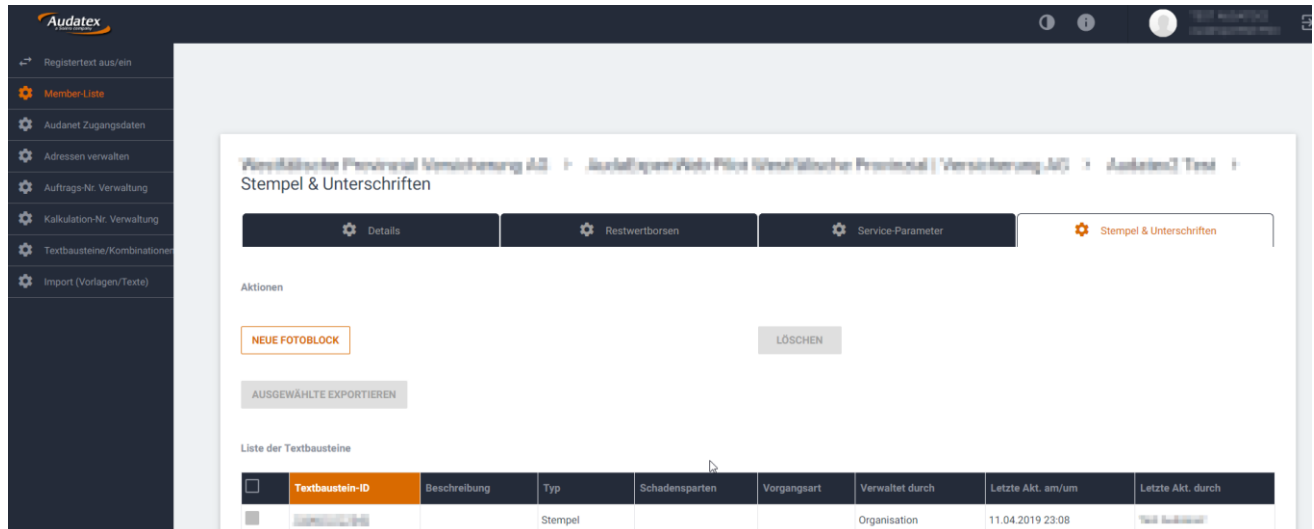 Audatex
Registertext aus/ein
Member-Liste
Audanet Zugangsdaten
Adressen verwalten
Auftrags-Nr. Verwaltung
Kalkulation-Nr. Verwaltung
Textbausteine/Kombinationen
Import (Vorlagen/Texte)
Stempel & Unterschriften
Details
Restwertborsen
Service-Parameter
Stempel & Unterschriften
Aktionen
NEUE FOTOBLOCK
LÖSCHEN
AUSGEWÄHLTE EXPORTIEREN
Liste der Textbausteine
Textbaustein-ID Beschreibung Typ Schadensparten Vorgangsart Verwaltet durch Letzte Akt. am/um Letzte Akt. durch
Stempel Organisation 11.04.2019 23:08